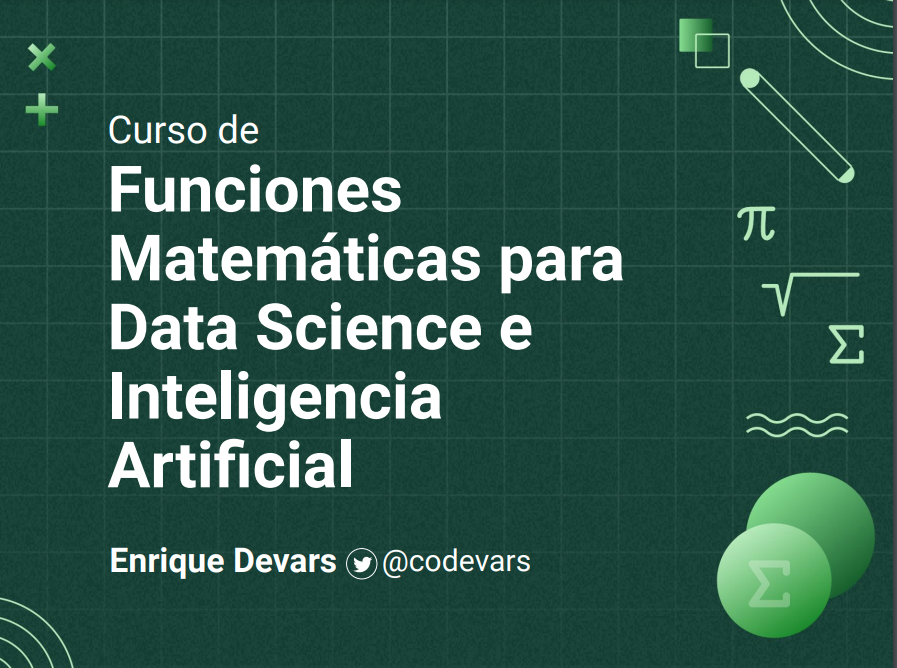 Curso de
Funciones
Matemáticas para
Data Science e
Inteligencia
Artificial
Enrique Devars @codevars
π
√
Σ
Σ